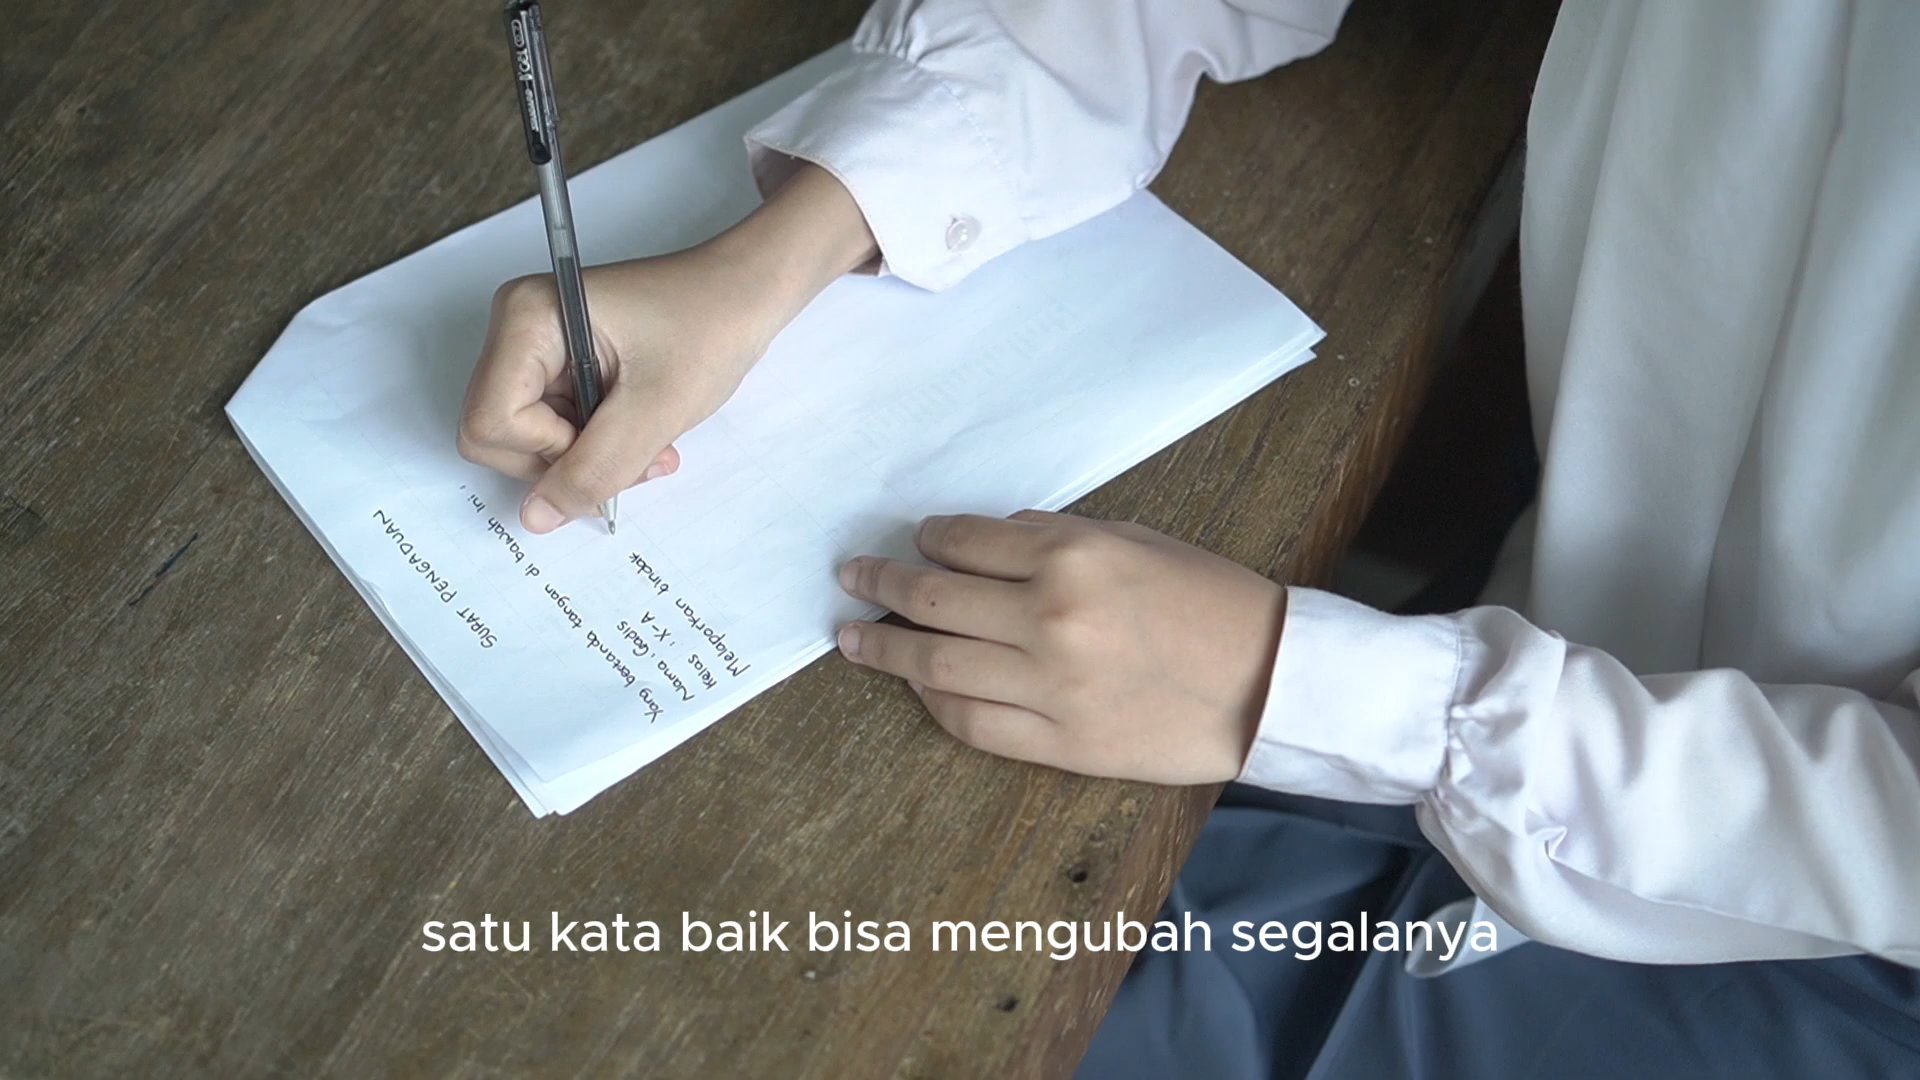 SURAT PENGADUAN
Yang bertanda tangan di bawah ini :
Nama : Gadis
Kelas : X-A
Melaporkan tindak
satu kata baik bisa mengubah segalanya